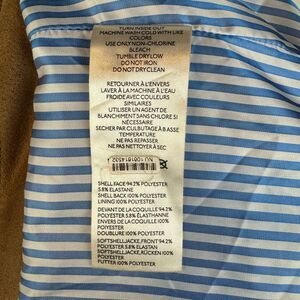 TURN INSIDE OUT
MACHINE WASH COLD WITH LIKE
COLORS
USE ONLY NON-CHLORINE
BLEACH
TUMBLE DRY LOW
DO NOT IRON
DO NOT DRYCLEAN
RETOURNER À L'ENVERS
LAVER À LA MACHINE À L'EAU
FROIDE AVEC COULEURS
SIMILAIRES
UTILISER UN AGENT DE
BLANCHIMENT SANS CHLORE SI
NÉCESSAIRE
SECHER PAR CULBUTAGE À BASSE
TEMPERATURE
NE PAS REPASSER
NE PAS NETTOYER À SEC
SHELL FACE 94.2% POLYESTER
5.8% ELASTANE
SHELL BACK 100% POLYESTER
LINING 100% POLYESTER
DEVANT DE LA COQUILLE 94.2%
POLYESTER 5.8% ÉLASTHANNE
ENVERS DE LA COQUILLE 100%
POLYESTER
DOUBLURE 100% POLYESTER
SOFTSHELLJACKE, FRONT 94.2%
POLYESTER 5.8% ELASTAN
SOFTSHELLJACKE, RÜCKEN 100%
POLYESTER
FUTTER 100% POLYESTER